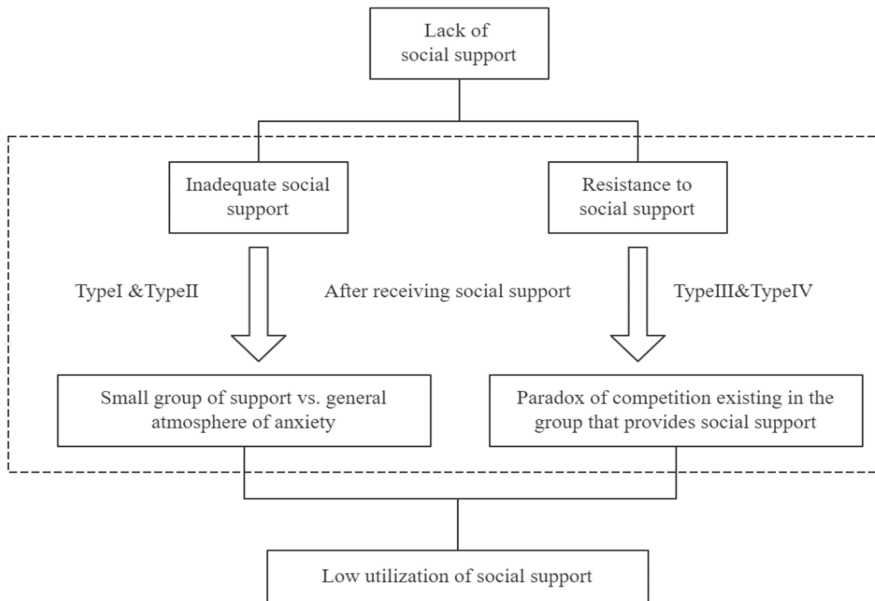 Lack of
social support
Inadequate social
support
Resistance to
social support
TypeI &TypeII
After receiving social support
TypeIII&TypeIV
Small group of support vs. general
atmosphere of anxiety
Paradox of competition existing in the
group that provides social support
Low utilization of social support